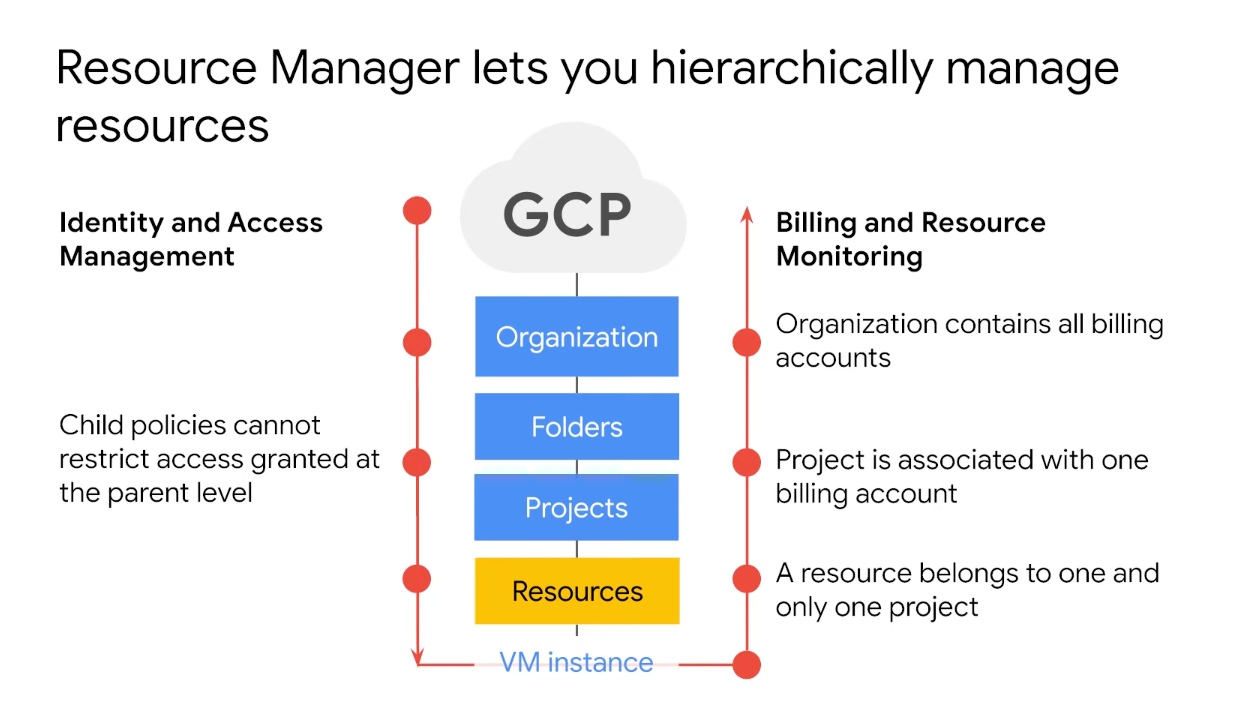 Resource Manager lets you hierarchically manage
resources
GCP
Identity and Access
Management
Child policies cannot
restrict access granted at
the parent level
Organization
Folders
Projects
Resources
VM instance
Billing and Resource
Monitoring
Organization contains all billing
accounts
Project is associated with one
billing account
A resource belongs to one and
only one project